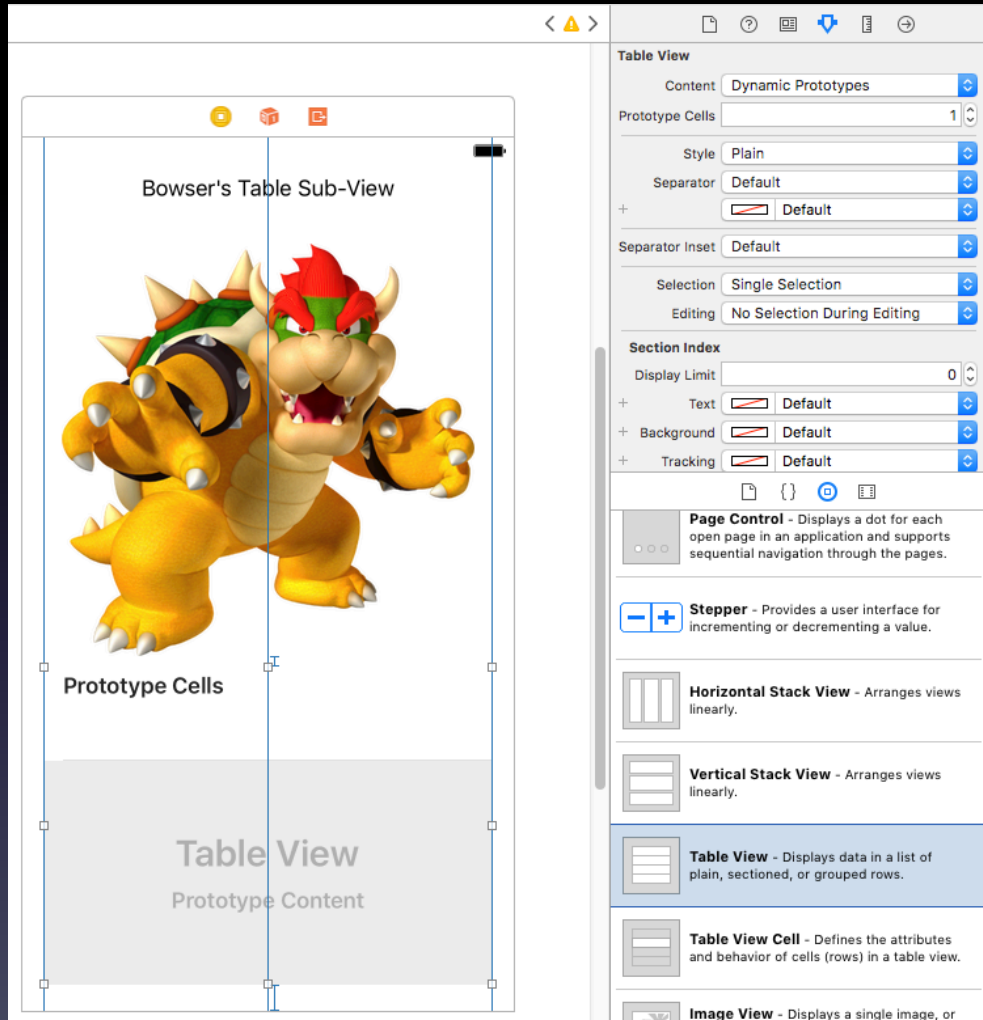 Table View
Content Dynamic Prototypes
Prototype Cells 1
Style Plain
Separator Default
+ Default
Separator Inset Default
Selection Single Selection
Editing No Selection During Editing
Section Index
Display Limit 0
+ Text Default
+ Background Default
+ Tracking Default
Bowser's Table Sub-View
Prototype Cells
Table View
Prototype Content
{ }
Page Control - Displays a dot for each
open page in an application and supports
sequential navigation through the pages.
Stepper - Provides a user interface for
incrementing or decrementing a value.
Horizontal Stack View - Arranges views
linearly.
Vertical Stack View - Arranges views
linearly.
Table View - Displays data in a list of
plain, sectioned, or grouped rows.
Table View Cell - Defines the attributes
and behavior of cells (rows) in a table view.
Image View - Displays a single image, or